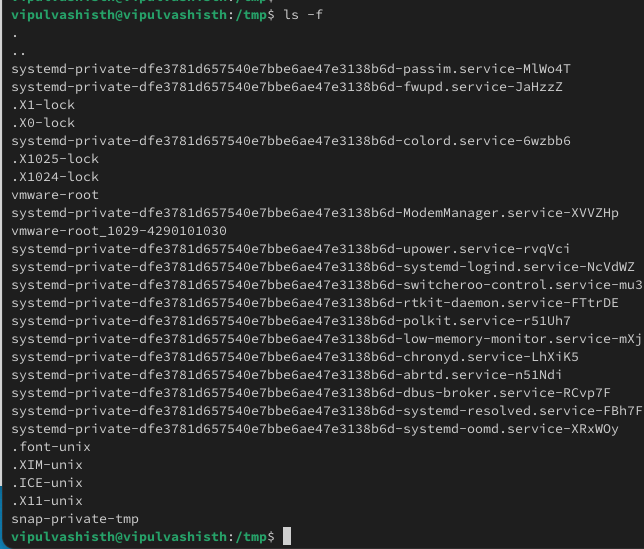 vipulvashisth@vipulvashisth:/tmp$ ls -f
.
..
systemd-private-dfe3781d657540e7bbe6ae47e3138b6d-passim.service-MlWo4T
systemd-private-dfe3781d657540e7bbe6ae47e3138b6d-fwupd.service-JaHzzZ
.X1-lock
.X0-lock
systemd-private-dfe3781d657540e7bbe6ae47e3138b6d-colord.service-6wzbb6
.X1025-lock
.X1024-lock
vmware-root
systemd-private-dfe3781d657540e7bbe6ae47e3138b6d-ModemManager.service-XVVZHp
vmware-root_1029-4290101030
systemd-private-dfe3781d657540e7bbe6ae47e3138b6d-upower.service-rvqVci
systemd-private-dfe3781d657540e7bbe6ae47e3138b6d-systemd-logind.service-NcVdWZ
systemd-private-dfe3781d657540e7bbe6ae47e3138b6d-switcheroo-control.service-mu3
systemd-private-dfe3781d657540e7bbe6ae47e3138b6d-rtkit-daemon.service-FTtrDE
systemd-private-dfe3781d657540e7bbe6ae47e3138b6d-polkit.service-r51Uh7
systemd-private-dfe3781d657540e7bbe6ae47e3138b6d-low-memory-monitor.service-mXj
systemd-private-dfe3781d657540e7bbe6ae47e3138b6d-chronyd.service-LhXiK5
systemd-private-dfe3781d657540e7bbe6ae47e3138b6d-abrtd.service-n51Ndi
systemd-private-dfe3781d657540e7bbe6ae47e3138b6d-dbus-broker.service-RCvp7F
systemd-private-dfe3781d657540e7bbe6ae47e3138b6d-systemd-resolved.service-FBh7F
systemd-private-dfe3781d657540e7bbe6ae47e3138b6d-systemd-oomd.service-XRxWOy
.font-unix
.XIM-unix
.ICE-unix
.X11-unix
snap-private-tmp
vipulvashisth@vipulvashisth:/tmp$